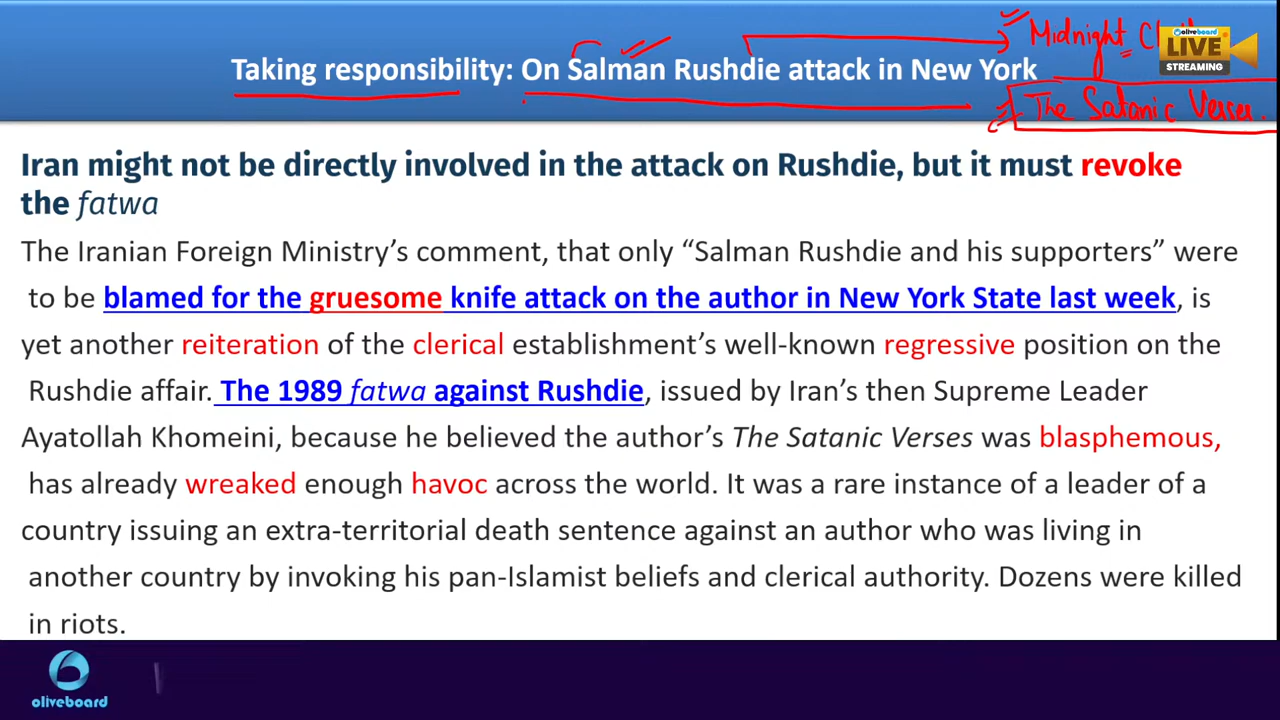 Midnight
oliveboard
LIVE
STREAMING
Taking responsibility: On Salman Rushdie attack in New York
The Satanic Verses.
Iran might not be directly involved in the attack on Rushdie, but it must revoke
the fatwa
The Iranian Foreign Ministry’s comment, that only “Salman Rushdie and his supporters” were
to be blamed for the gruesome knife attack on the author in New York State last week, is
yet another reiteration of the clerical establishment’s well-known regressive position on the
Rushdie affair. The 1989 fatwa against Rushdie, issued by Iran’s then Supreme Leader
Ayatollah Khomeini, because he believed the author’s The Satanic Verses was blasphemous,
has already wreaked enough havoc across the world. It was a rare instance of a leader of a
country issuing an extra-territorial death sentence against an author who was living in
another country by invoking his pan-Islamist beliefs and clerical authority. Dozens were killed
in riots.
oliveboard